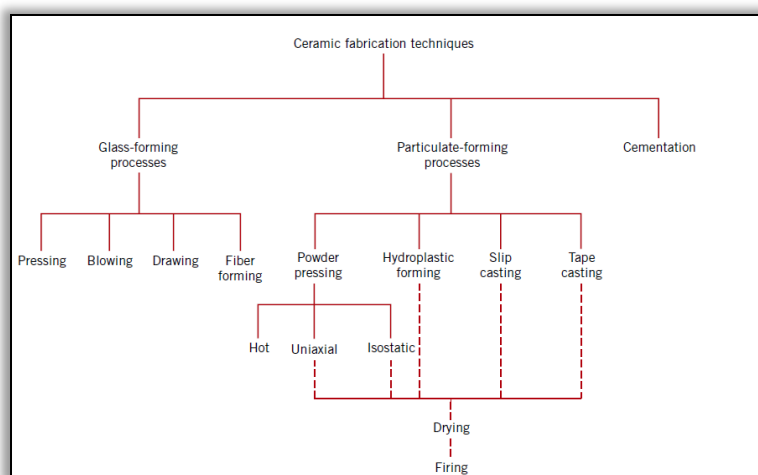 Ceramic fabrication techniques
Glass-forming
processes
Particulate-forming
processes
Cementation
Pressing
Blowing
Drawing
Fiber
forming
Powder
pressing
Hydroplastic
forming
Slip
casting
Tape
casting
Hot
Uniaxial
Isostatic
Drying
Firing